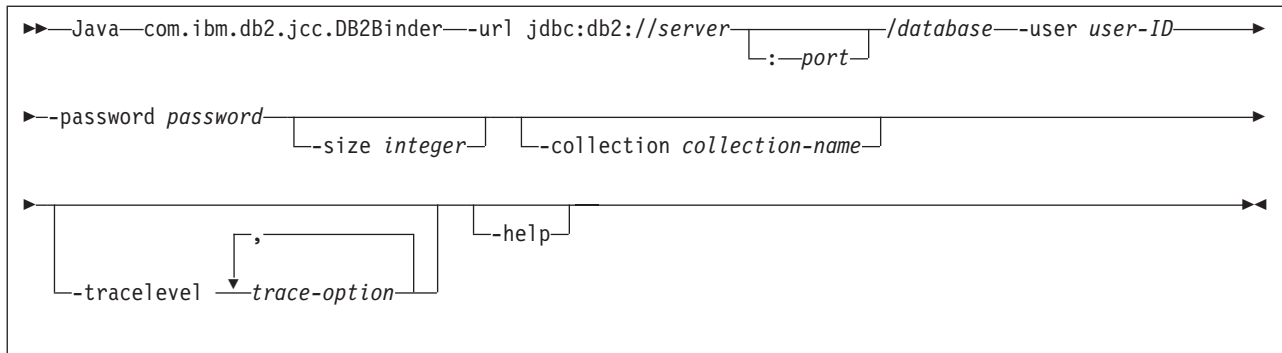 Java com.ibm.db2.jcc.DB2Binder -url jdbc:db2://server /database -user user-ID
: port
-password password
-size integer -collection collection-name
,
-help
-tracelevel trace-option